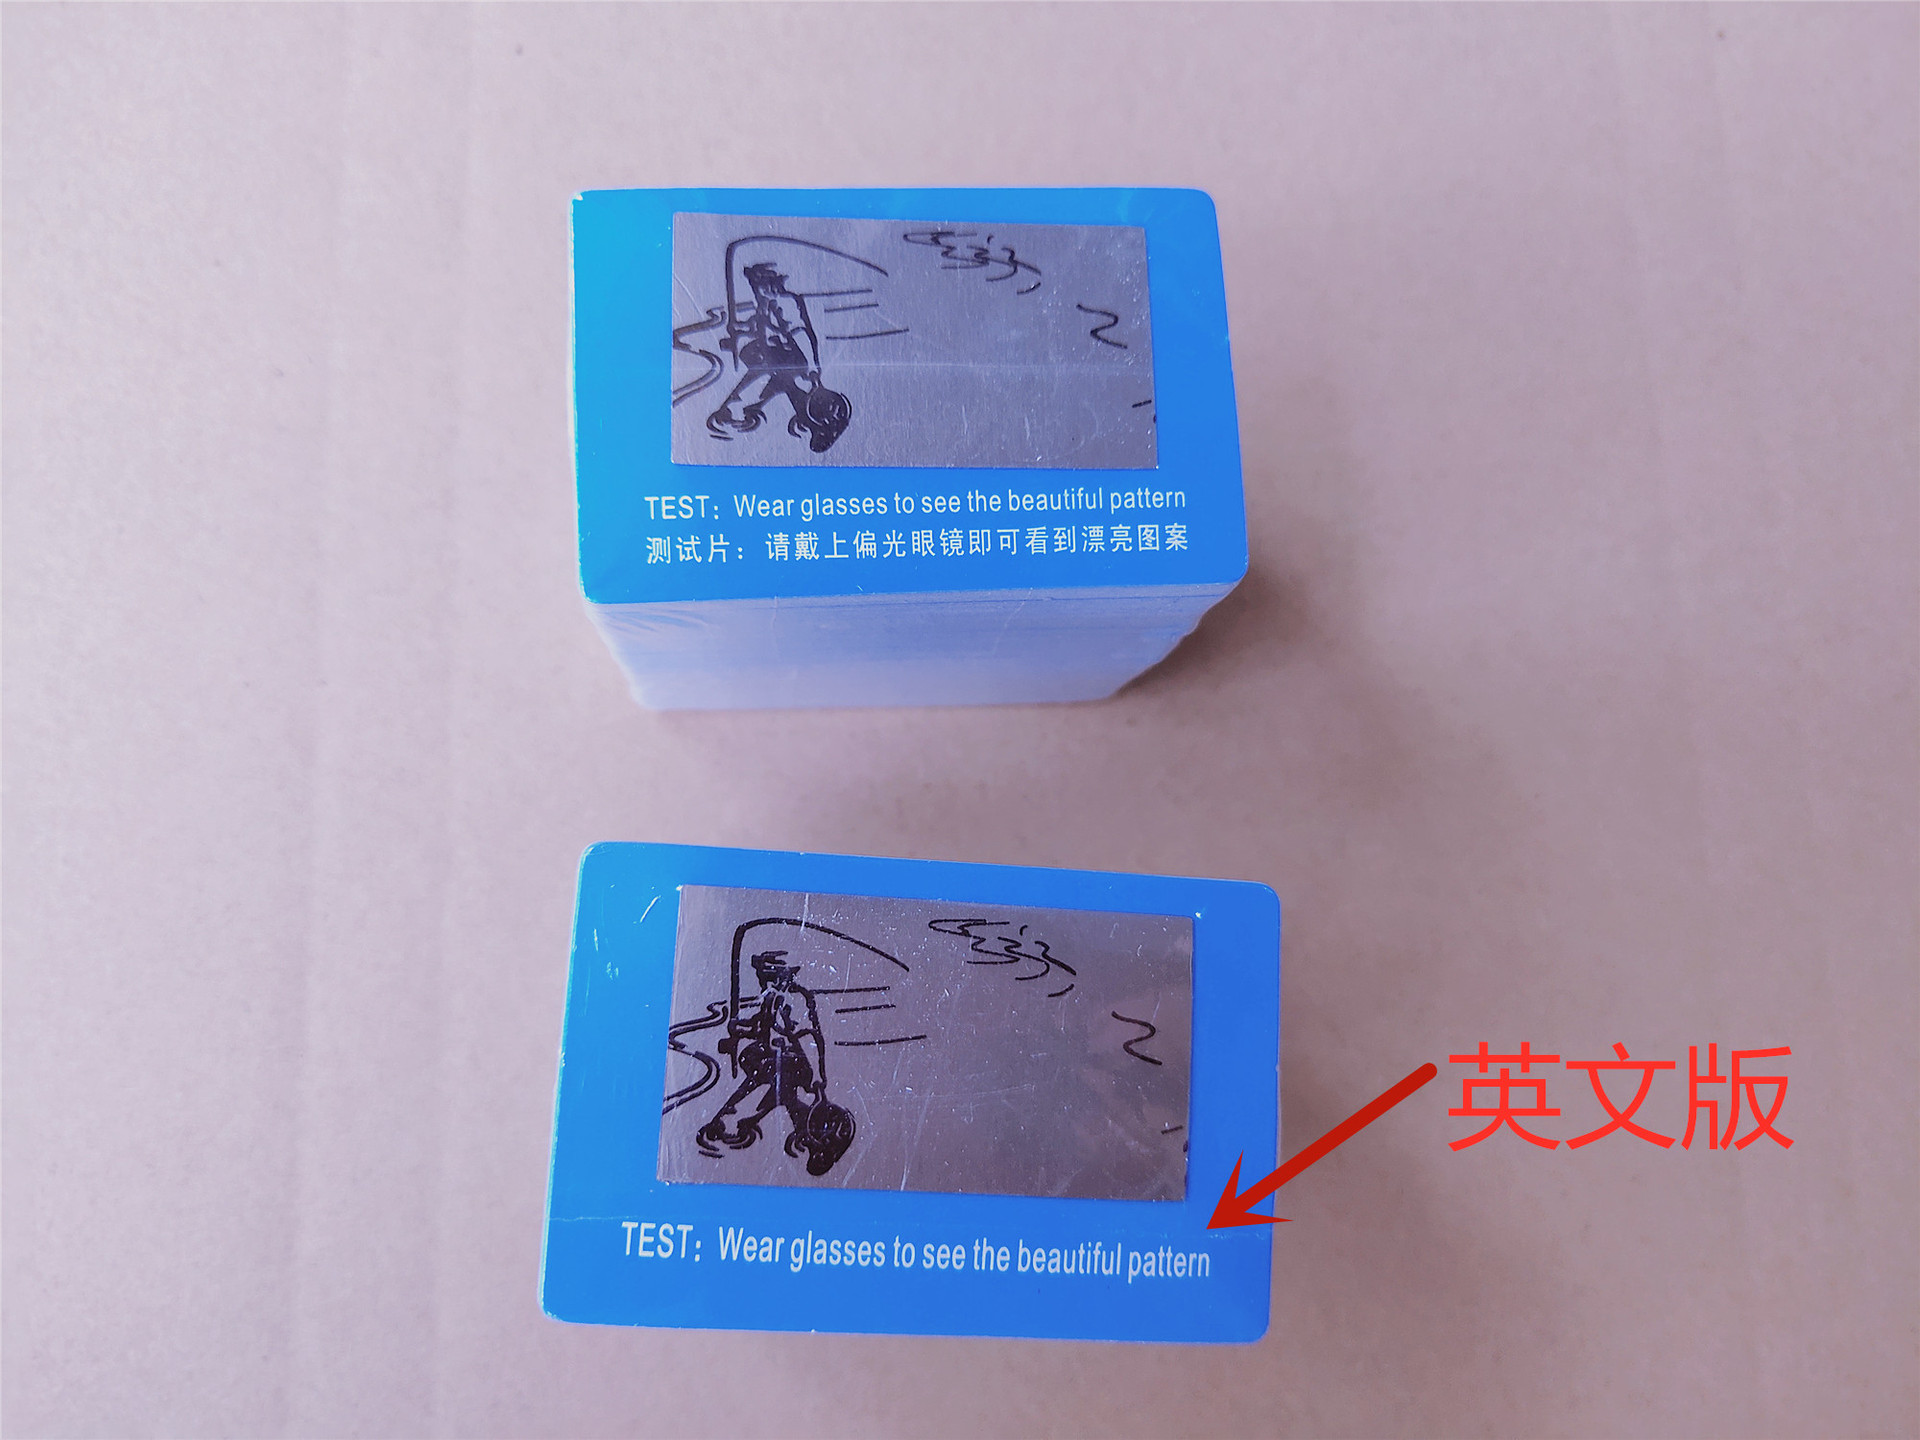 TEST: Wear glasses to see the beautiful pattern
测试片：请戴上偏光眼镜即可看到漂亮图案
英文版
TEST: Wear glasses to see the beautiful pattern